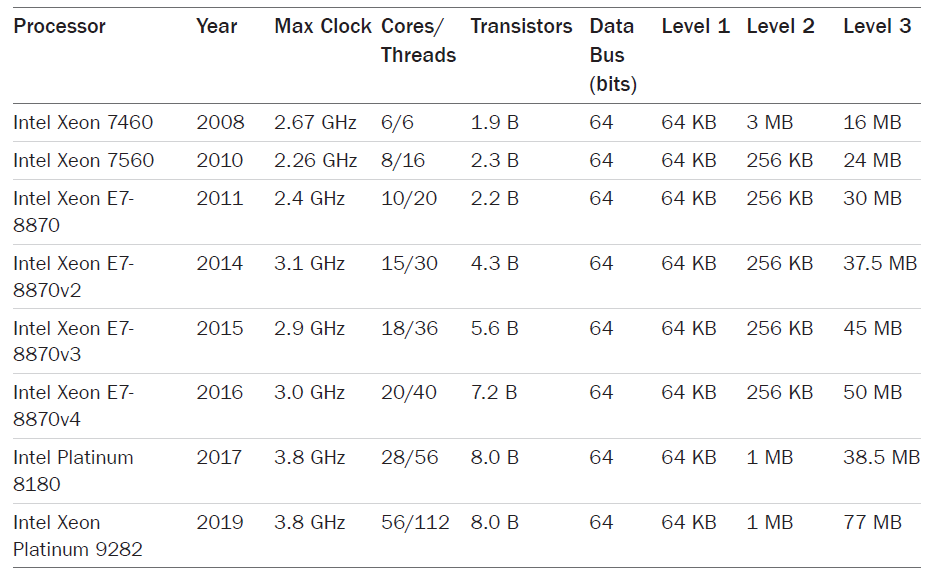 Processor Year Max Clock Cores/ Transistors Data Level 1 Level 2 Level 3
Threads Bus
(bits)
Intel Xeon 7460 2008 2.67 GHz 6/6 1.9 B 64 64 KB 3 MB 16 MB
Intel Xeon 7560 2010 2.26 GHz 8/16 2.3 B 64 64 KB 256 KB 24 MB
Intel Xeon E7- 2011 2.4 GHz 10/20 2.2 B 64 64 KB 256 KB 30 MB
8870
Intel Xeon E7- 2014 3.1 GHz 15/30 4.3 B 64 64 KB 256 KB 37.5 MB
8870v2
Intel Xeon E7- 2015 2.9 GHz 18/36 5.6 B 64 64 KB 256 KB 45 MB
8870v3
Intel Xeon E7- 2016 3.0 GHz 20/40 7.2 B 64 64 KB 256 KB 50 MB
8870v4
Intel Platinum 2017 3.8 GHz 28/56 8.0 B 64 64 KB 1 MB 38.5 MB
8180
Intel Xeon 2019 3.8 GHz 56/112 8.0 B 64 64 KB 1 MB 77 MB
Platinum 9282